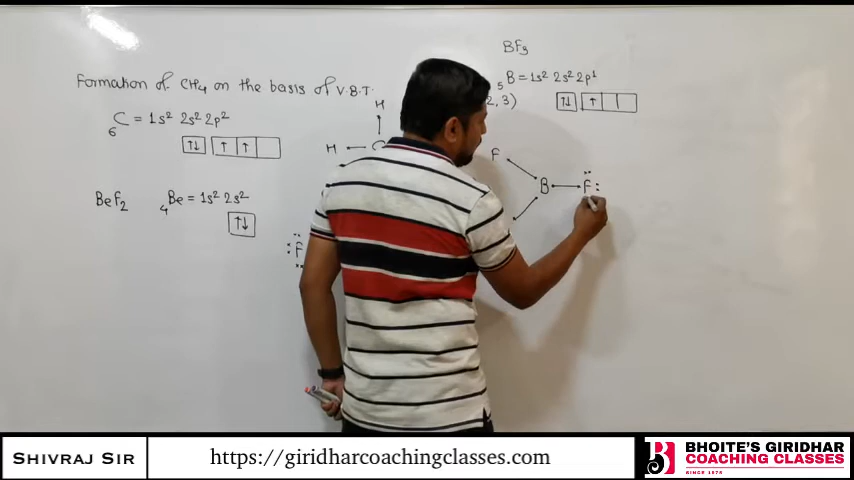 BF3
Formation of CH4 on the basis of V.B.T.
5B = 1s² 2s² 2p¹
2, 3)
6C = 1s² 2s² 2p²
H
H C
F
B F
BeF2 4Be = 1s² 2s²
F
SHIVRAJ SIR
https://giridharcoachingclasses.com
BHOITE'S GIRIDHAR
COACHING CLASSES
SINCE 1975